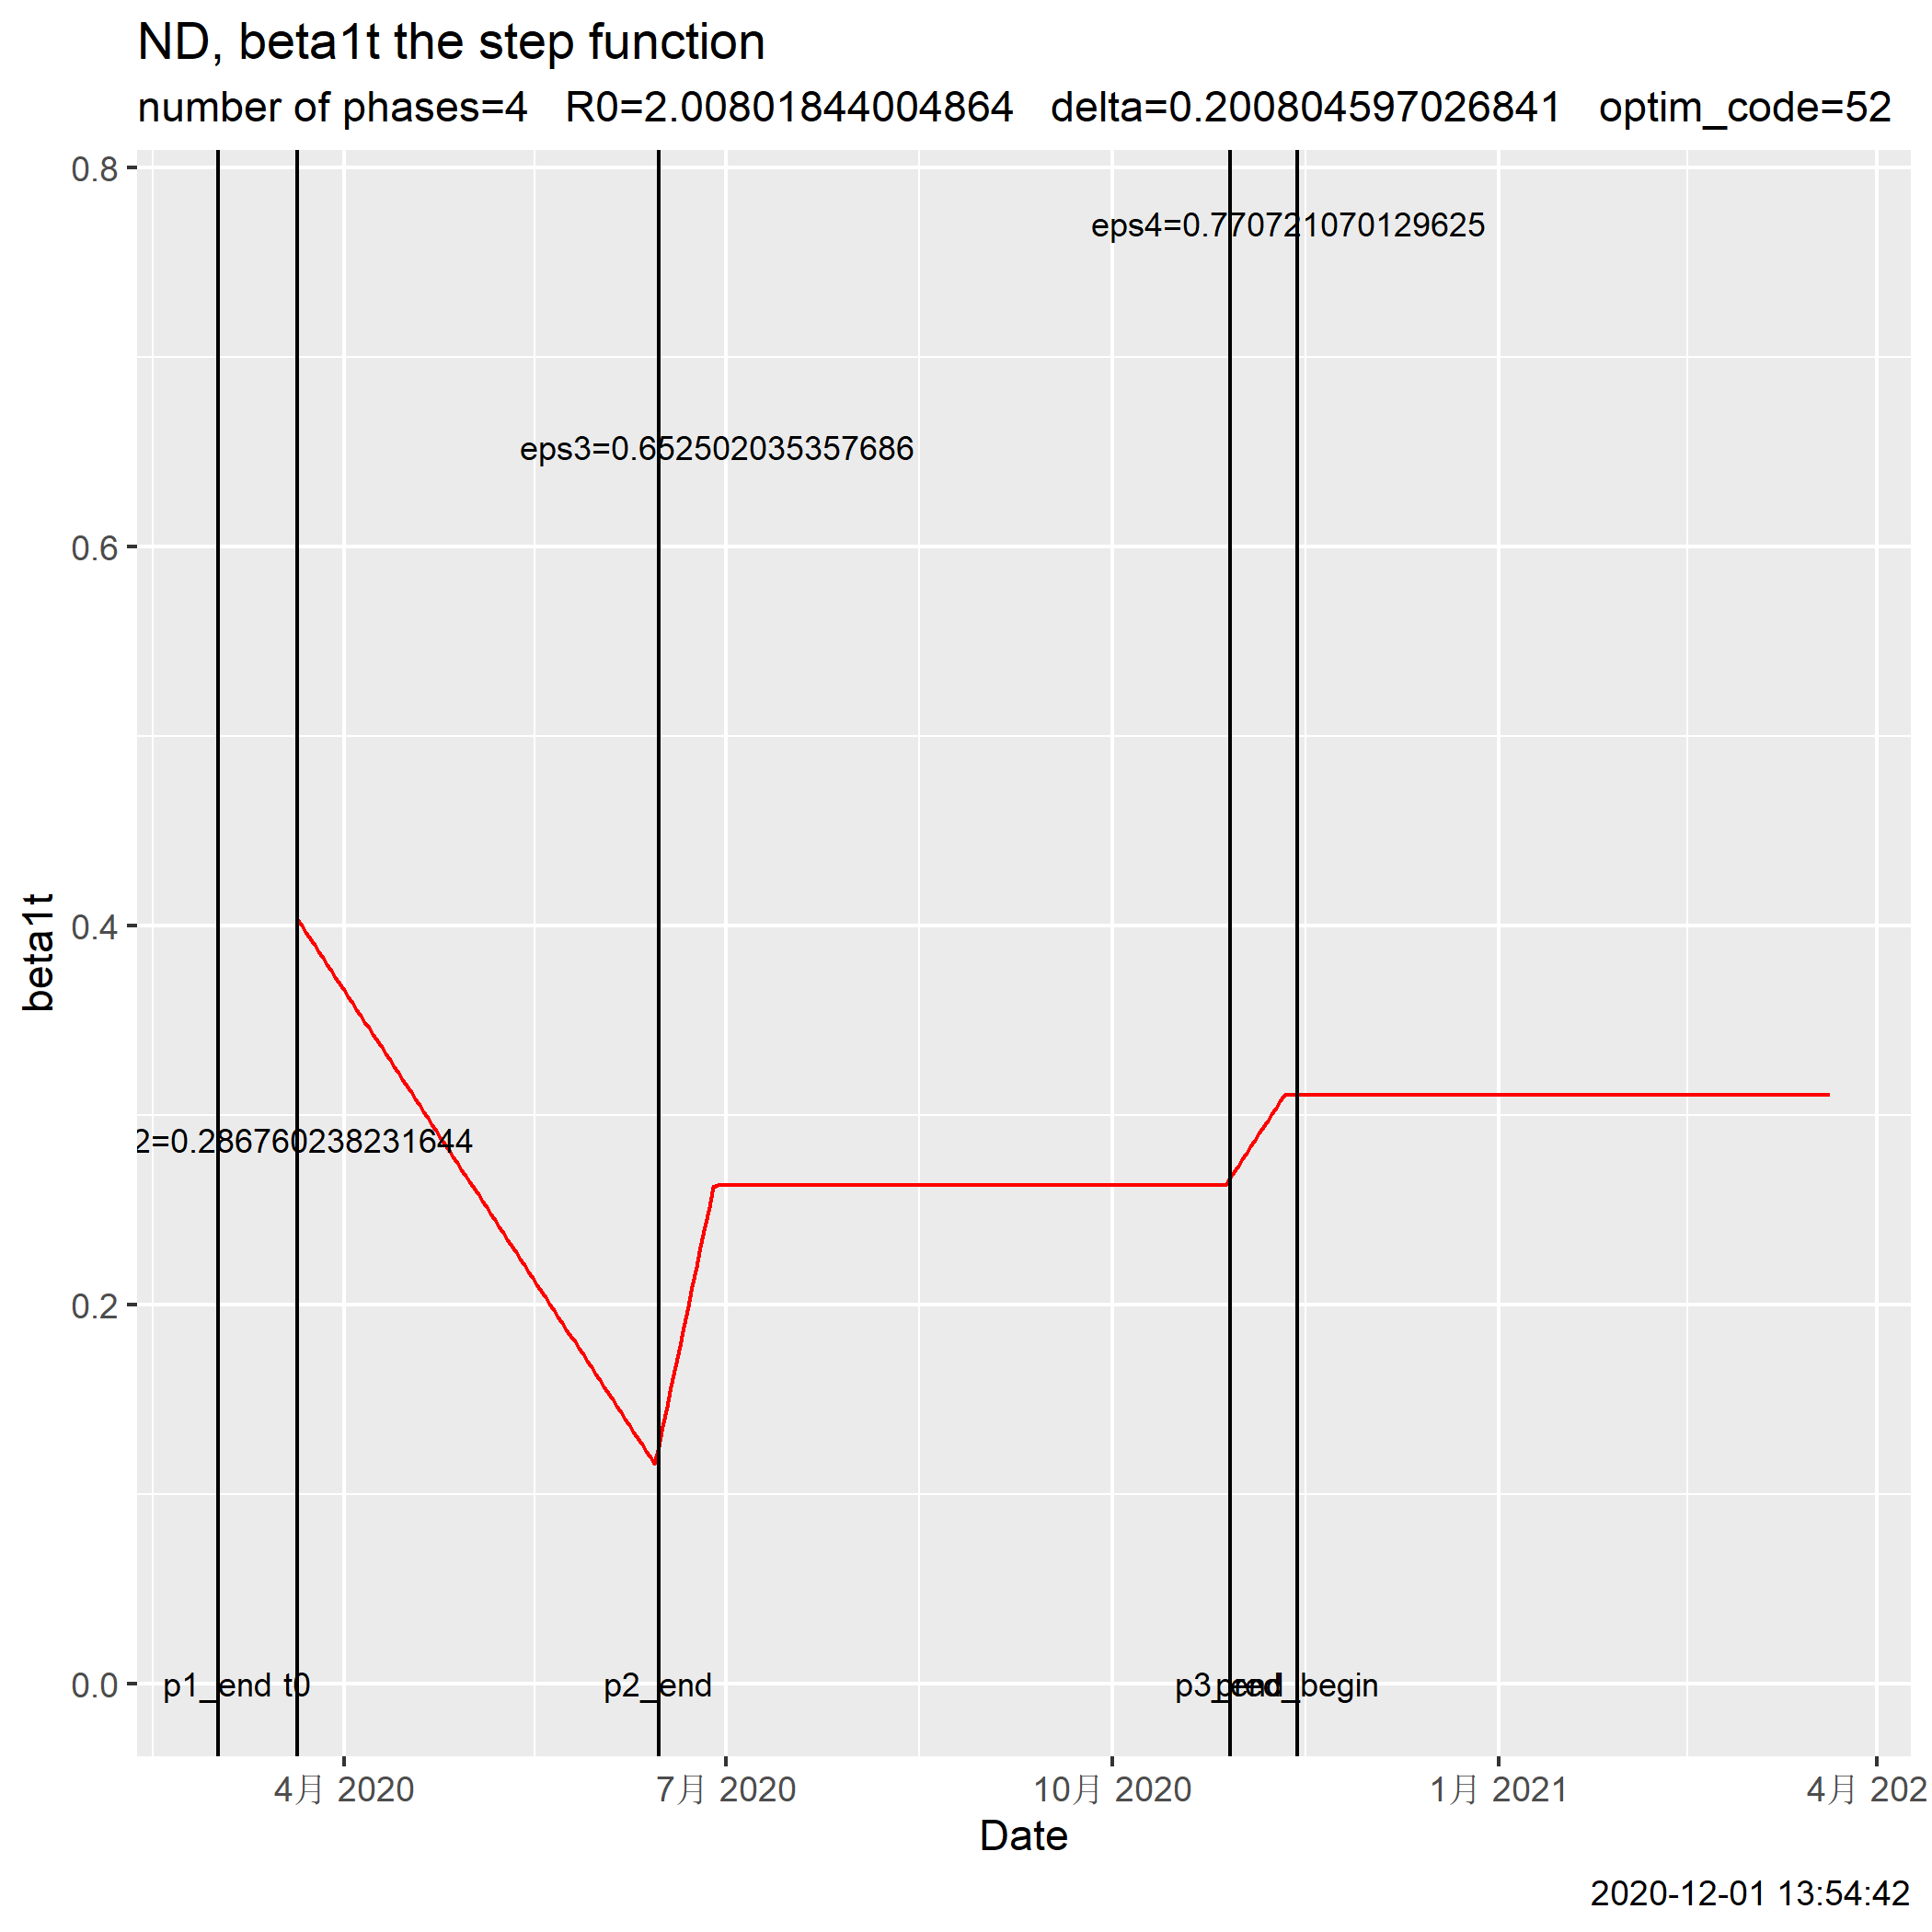 ND, beta1t the step function
number of phases=4 R0=2.00801844004864 delta=0.200804597026841 optim_code=52
0.8
eps4=0.770721070129625
eps3=0.652502035357686
0.6
beta1t
0.4
2=0.286760238231644
0.2
0.0
p1_end t0 p2_end p3_end pred_begin
4月 2020 7月 2020 10月 2020 1月 2021 4月 202
Date
2020-12-01 13:54:42